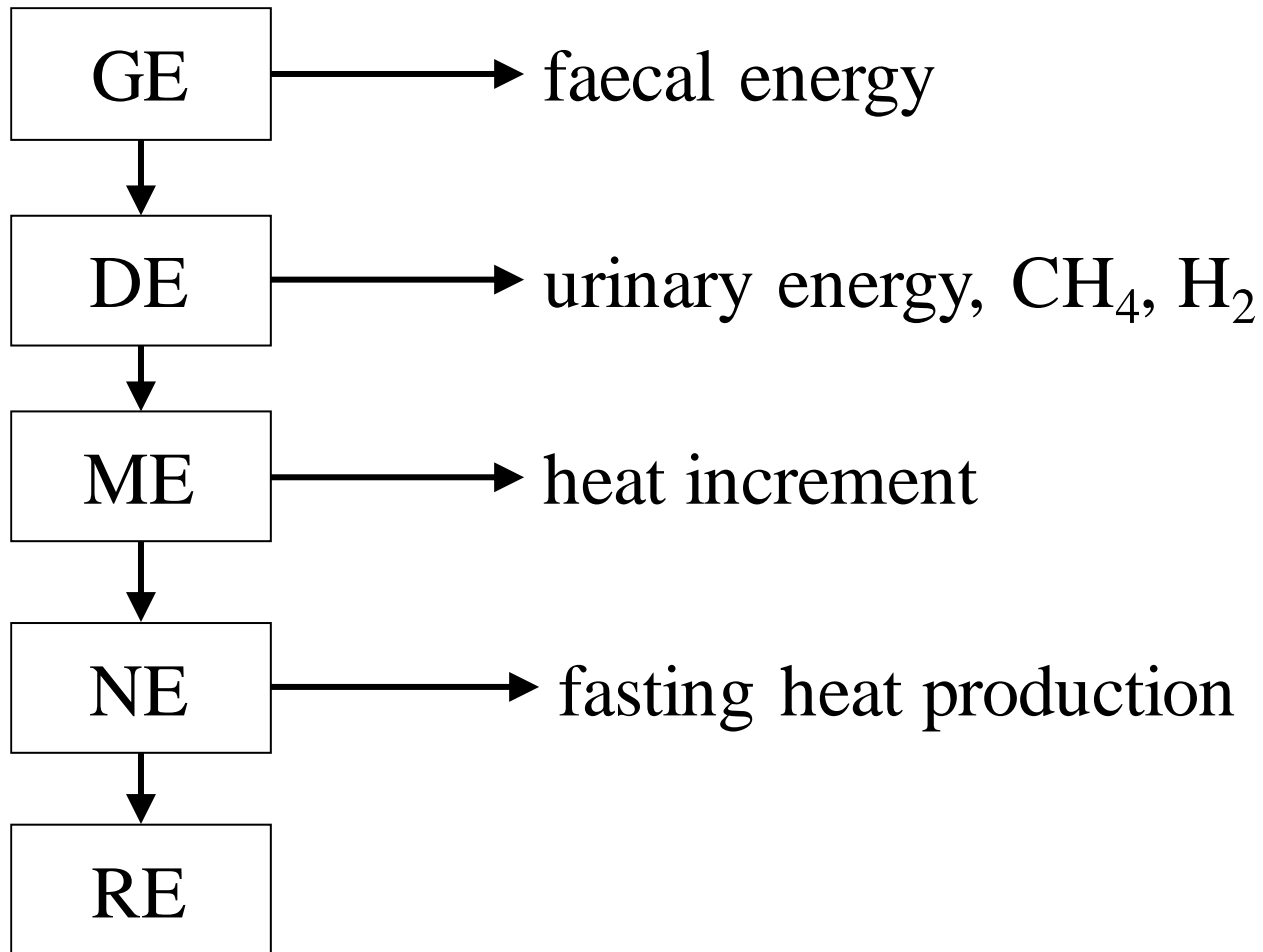 GE faecal energy
DE urinary energy, CH₄, H₂
ME heat increment
NE fasting heat production
RE